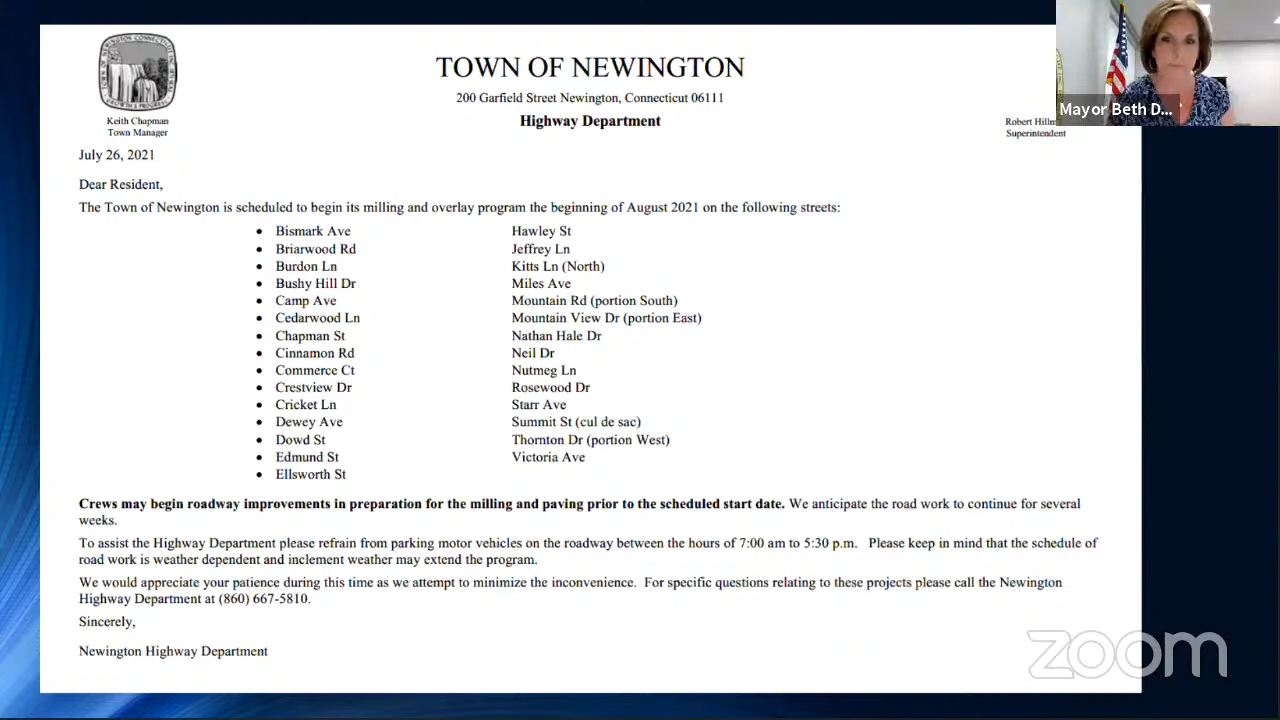 TOWN OF NEWINGTON
200 Garfield Street Newington, Connecticut 06111
Highway Department
Keith Chapman
Town Manager
Robert
Superintendent
Mayor Beth D...
July 26, 2021
Dear Resident,
The Town of Newington is scheduled to begin its milling and overlay program the beginning of August 2021 on the following streets:
• Bismark Ave Hawley St
• Briarwood Rd Jeffrey Ln
• Burdon Ln Kitts Ln (North)
• Bushy Hill Dr Miles Ave
• Camp Ave Mountain Rd (portion South)
• Cedarwood Ln Mountain View Dr (portion East)
• Chapman St Nathan Hale Dr
• Cinnamon Rd Neil Dr
• Commerce Ct Nutmeg Ln
• Crestview Dr Rosewood Dr
• Cricket Ln Starr Ave
• Dewey Ave Summit St (cul de sac)
• Dowd St Thornton Dr (portion West)
• Edmund St Victoria Ave
• Ellsworth St
Crews may begin roadway improvements in preparation for the milling and paving prior to the scheduled start date. We anticipate the road work to continue for several
weeks.
To assist the Highway Department please refrain from parking motor vehicles on the roadway between the hours of 7:00 am to 5:30 p.m. Please keep in mind that the schedule of
road work is weather dependent and inclement weather may extend the program.
We would appreciate your patience during this time as we attempt to minimize the inconvenience. For specific questions relating to these projects please call the Newington
Highway Department at (860) 667-5810.
Sincerely,
Newington Highway Department
zoom